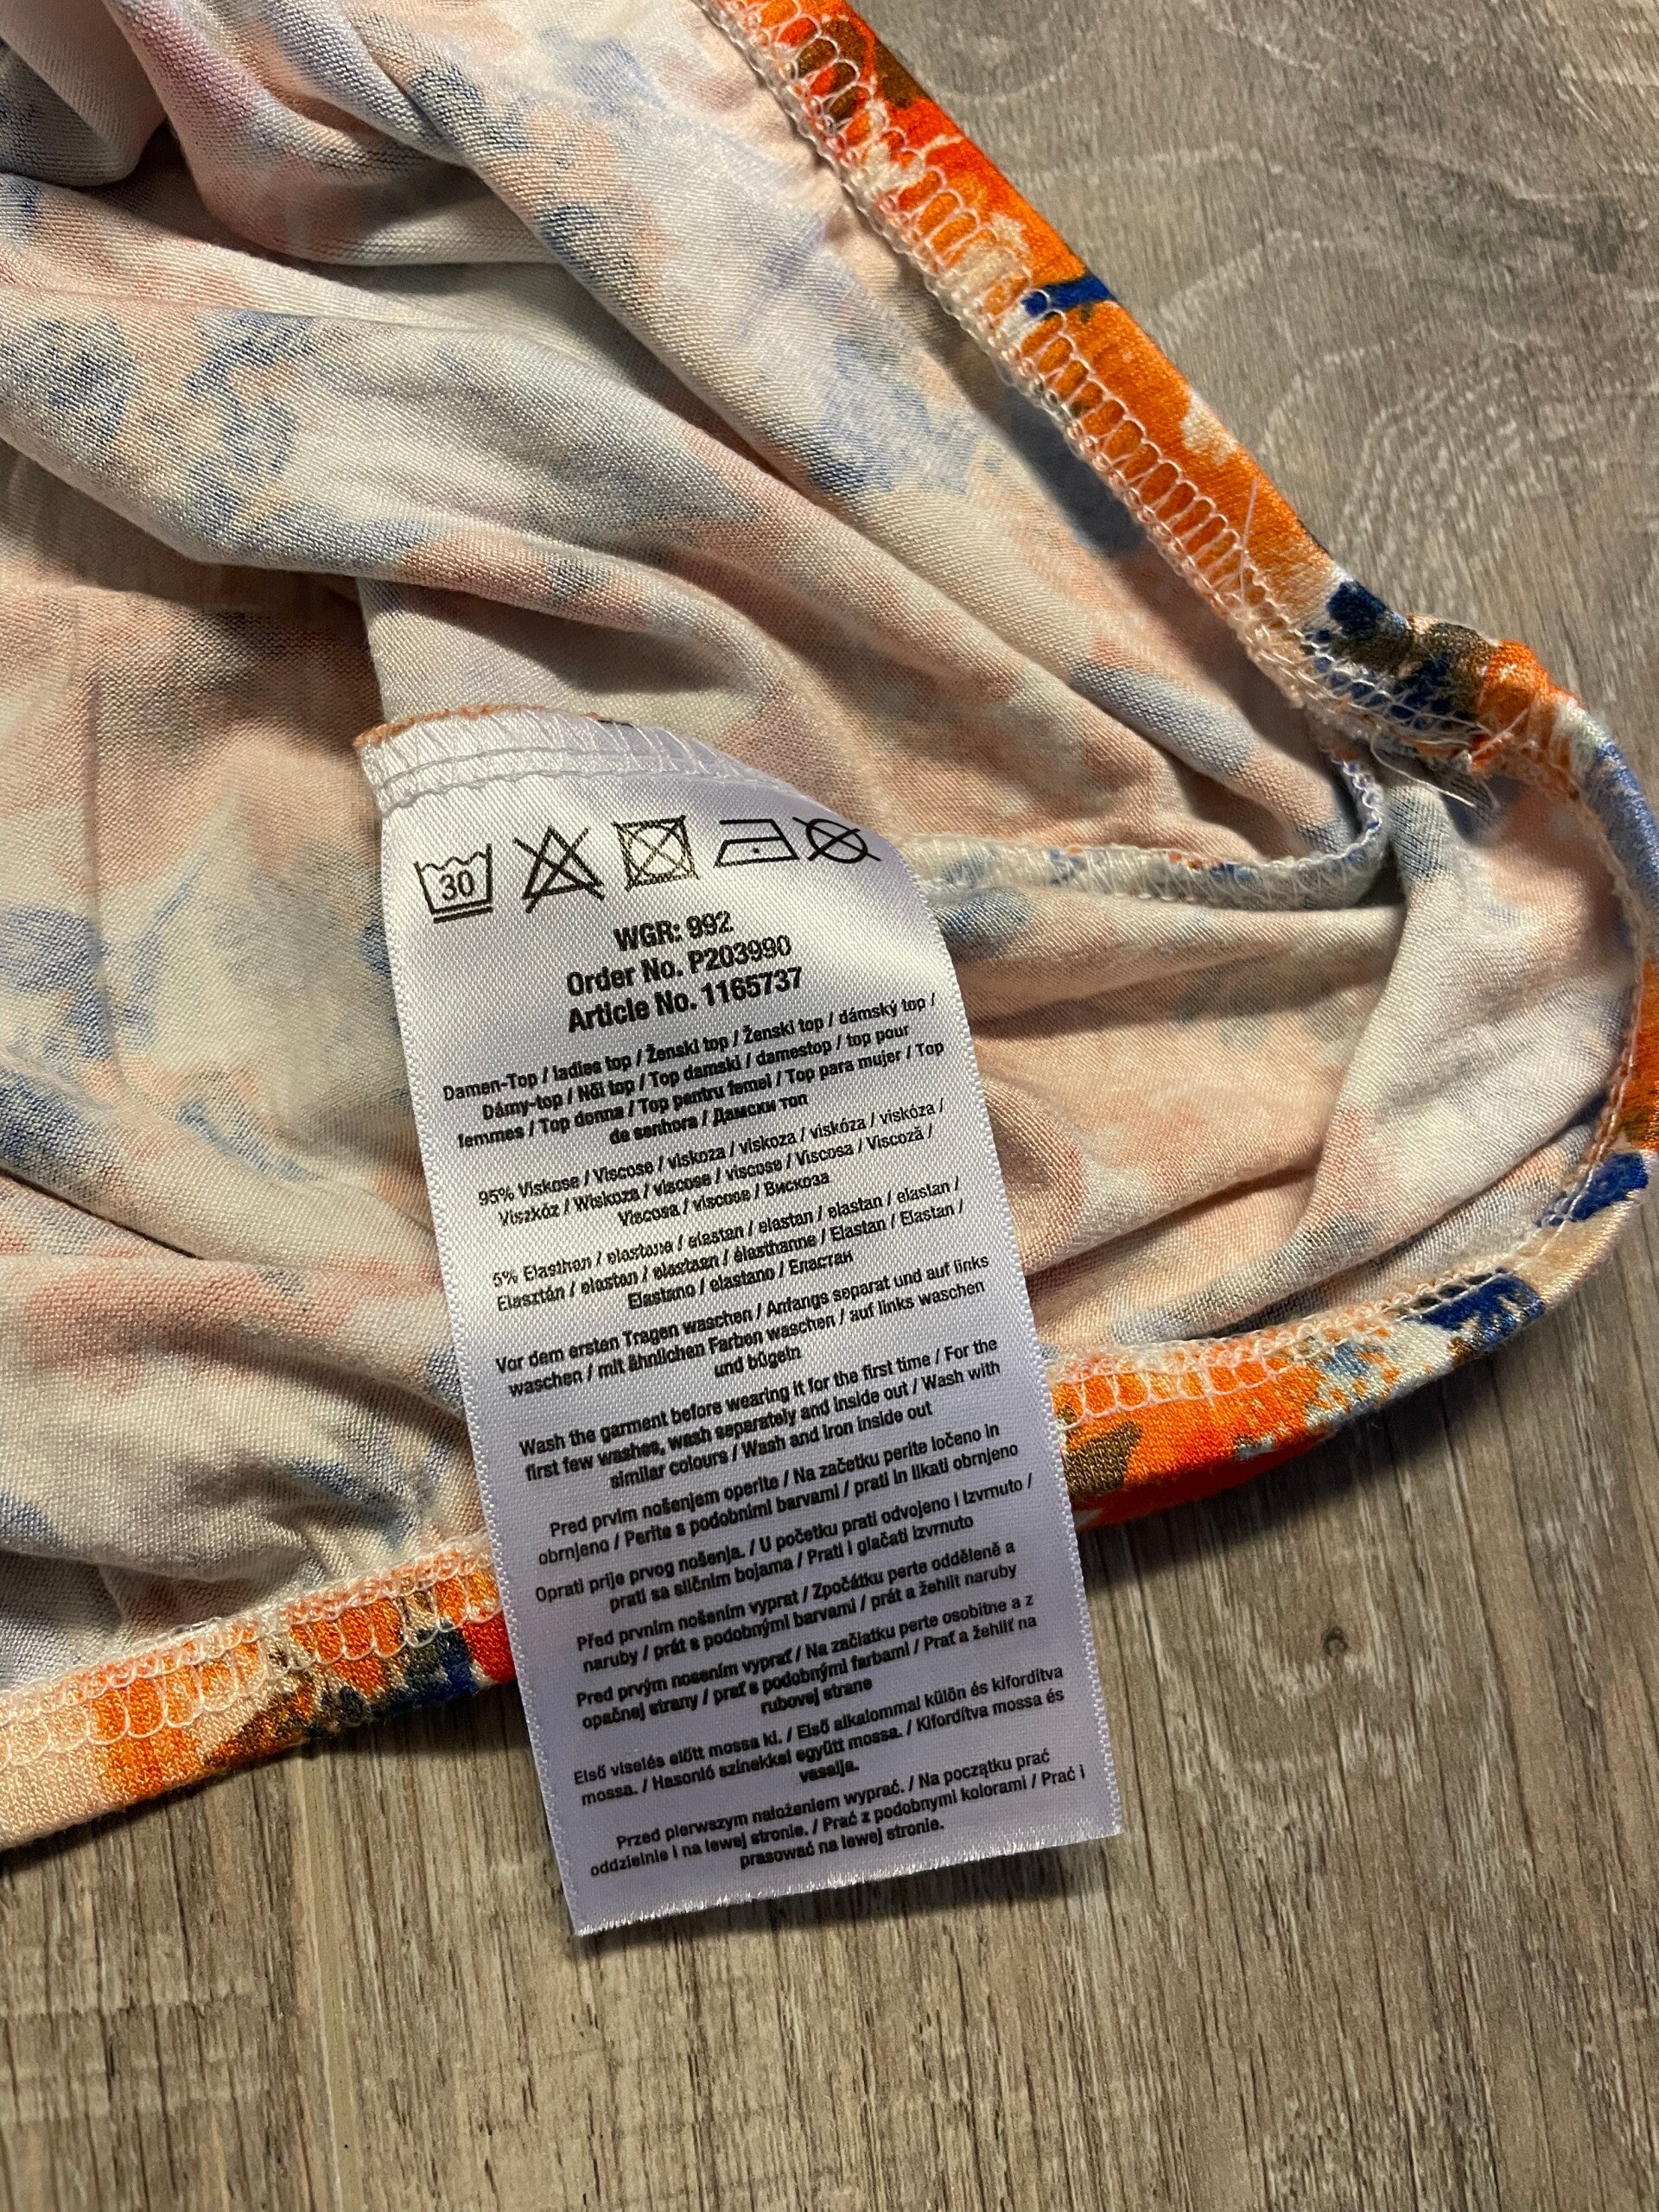 30
WGR: 992
Order No. P203990
Article No. 1165737
Damen-Top / ladies top / Ženski top / Ženski top / dámský top /
Dámy-top / Női top / Top damski / damestop / top pour
femmes / Top donna / Top pentru femei / Top para mujer / Top
de senhora / Дамски топ
95% Viskose / Viscose / viskoza / viskoza / viskóza / viskóza /
Viszkóz / Wiskoza / viscose / viscose / Viscosa / Viscoză /
Viscosa / viscose / Вискоза
5% Elasthan / elastane / elastan / elastan / elastan / elastan /
Elasztán / elastan / elastaan / élasthanne / Elastan / Elastan /
Elastano / elastano / Еластан
Vor dem ersten Tragen waschen / Anfangs separat und auf links
waschen / mit ähnlichen Farben waschen / auf links waschen
und bügeln
Wash the garment before wearing it for the first time / For the
first few washes, wash separately and inside out / Wash with
similar colours / Wash and iron inside out
Pred prvim nošenjem operite / Na začetku perite ločeno in
obrnjeno / Perite s podobnimi barvami / prati in likati obrnjeno
Oprati prije prvog nošenja. / U početku prati odvojeno i izvrnuto /
prati sa sličnim bojama / Prati i glačati izvrnuto
Před prvním nošením vyprat / Zpočátku perte odděleně a
naruby / prát s podobnými barvami / prát a žehlit naruby
Pred prvým nosením vyprať / Na začiatku perte osobitne a z
opačnej strany / prať s podobnými farbami / Prať a žehliť na
rubovej strane
Első viselés előtt mossa ki. / Első alkalommal külön és kifordítva
mossa. / Hasonló színekkel együtt mossa. / Kifordítva mossa és
vasalja.
Przed pierwszym nałożeniem wyprać. / Na początku prać
oddzielnie i na lewej stronie. / Prać z podobnymi kolorami / Prać i
prasować na lewej stronie.